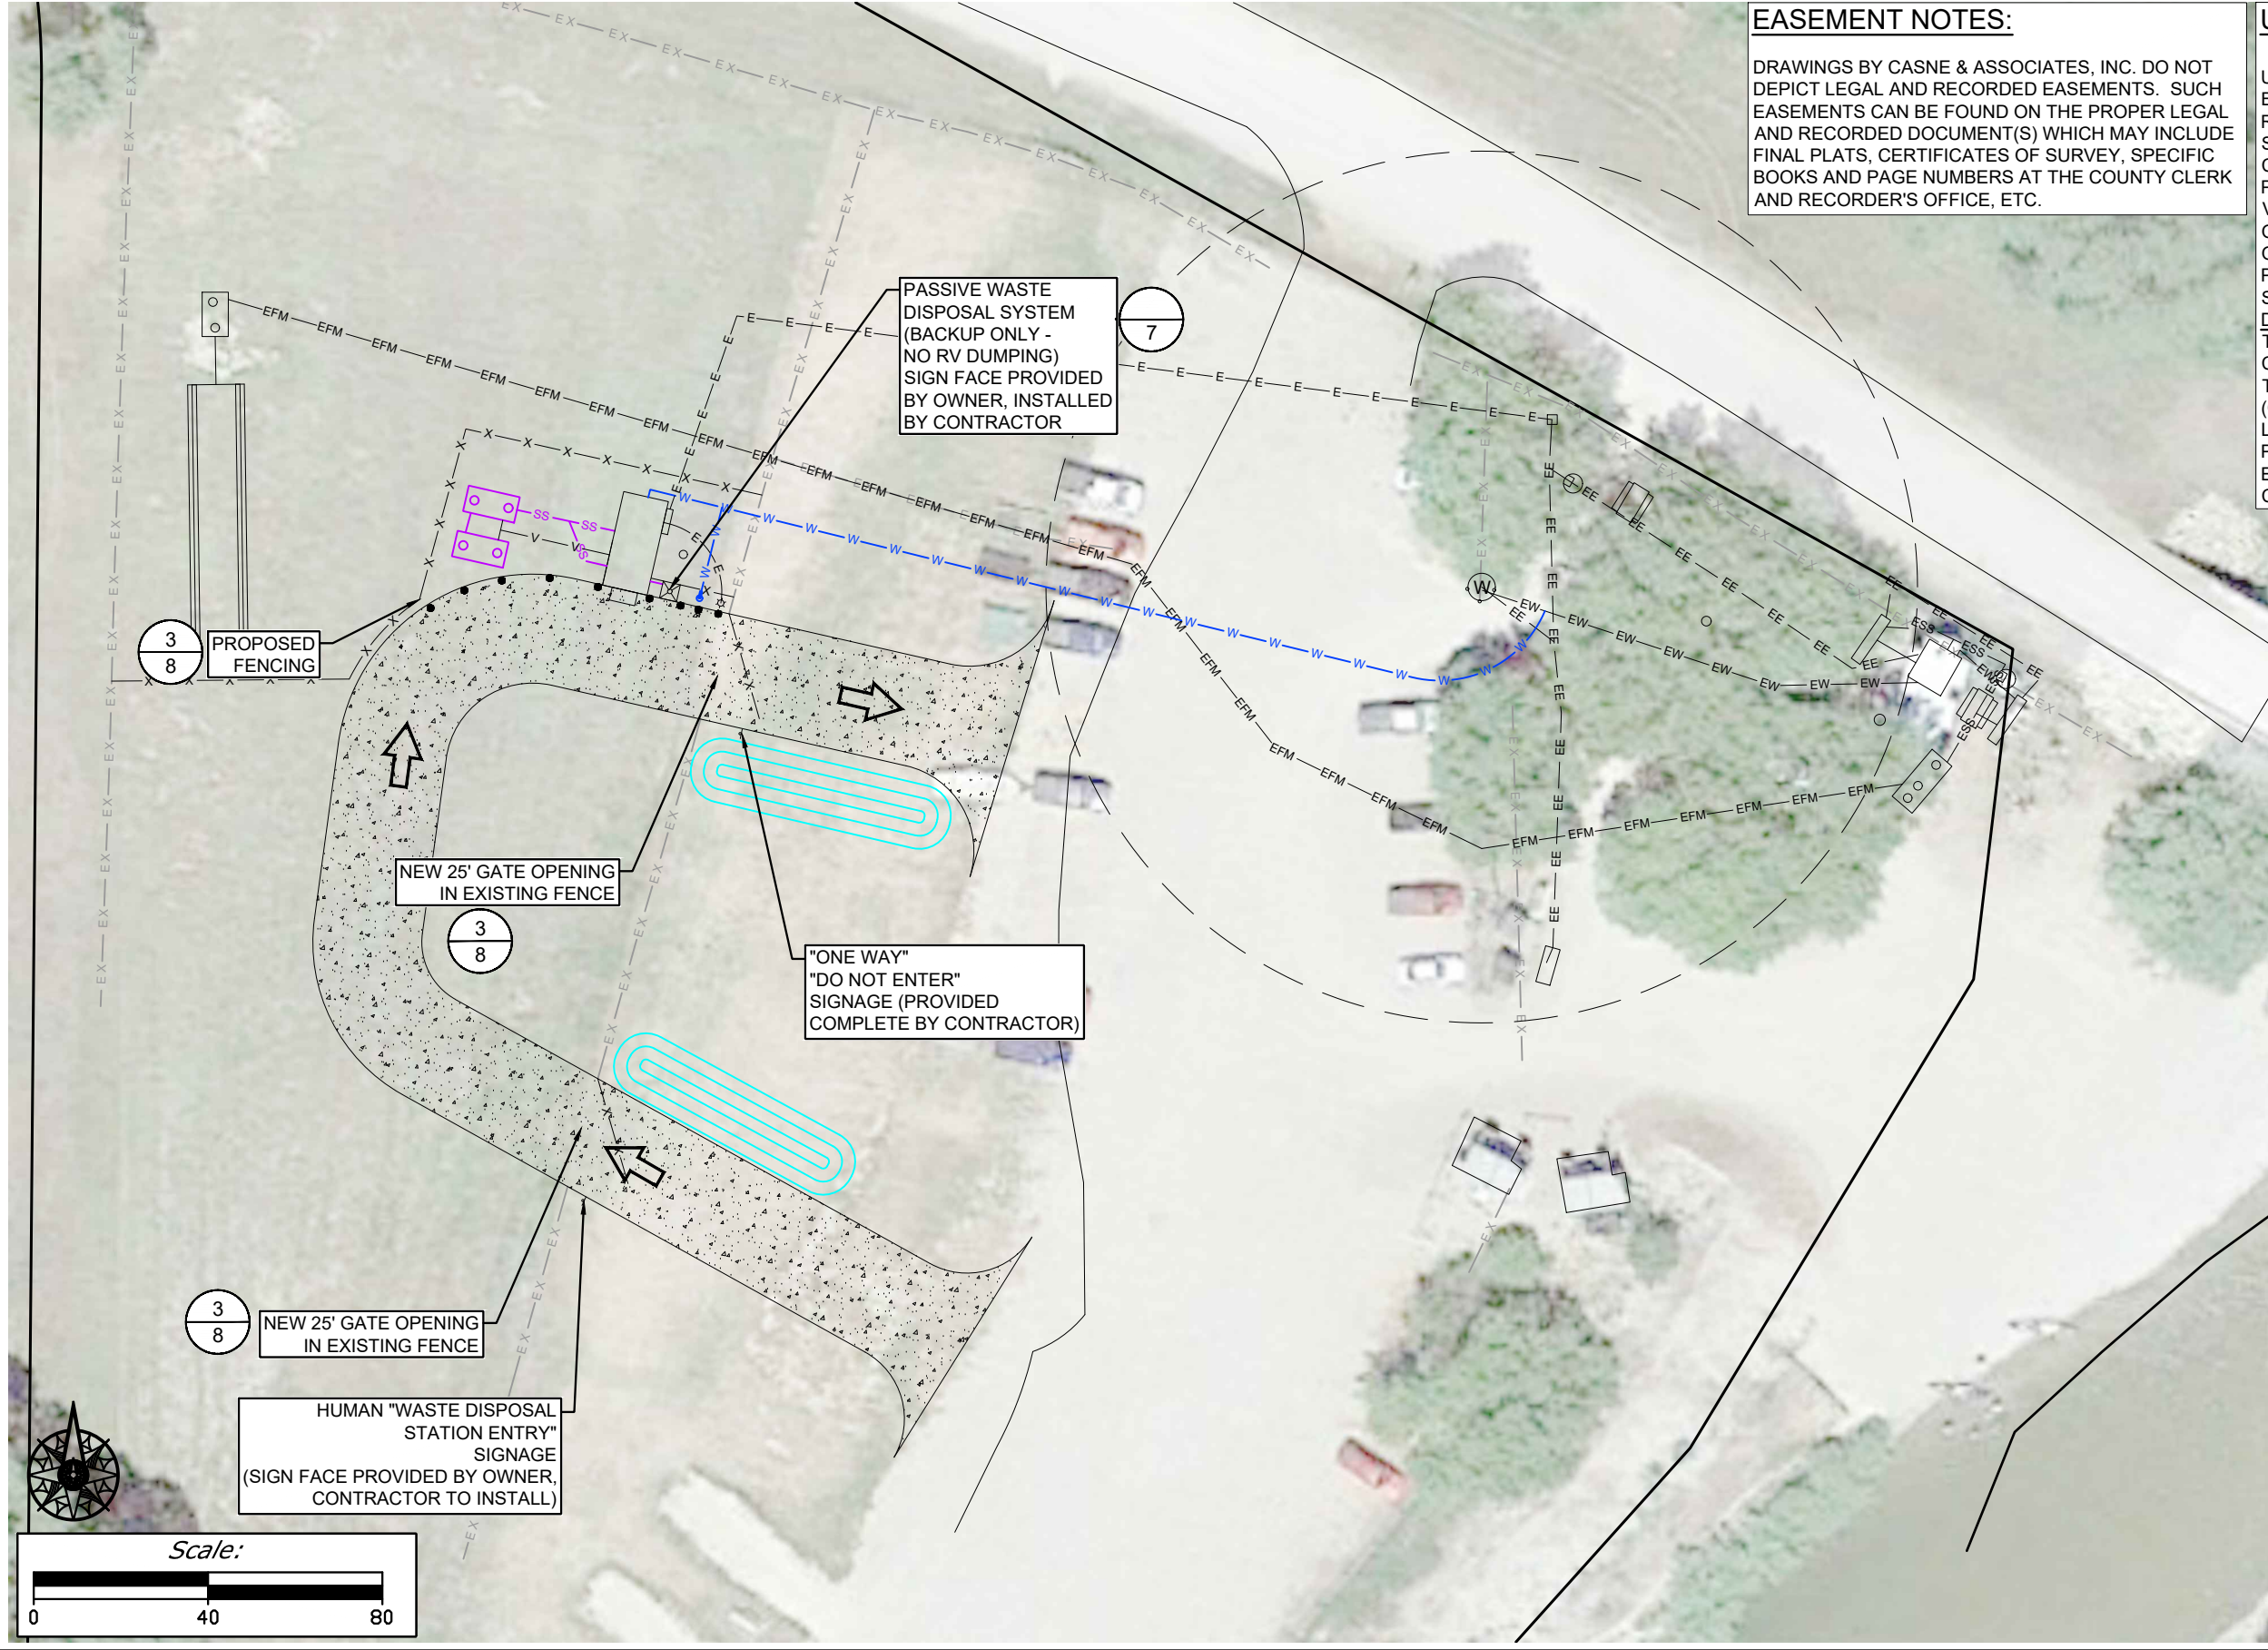 EASEMENT NOTES:
DRAWINGS BY CASNE & ASSOCIATES, INC. DO NOT
DEPICT LEGAL AND RECORDED EASEMENTS. SUCH
EASEMENTS CAN BE FOUND ON THE PROPER LEGAL
AND RECORDED DOCUMENT(S) WHICH MAY INCLUDE
FINAL PLATS, CERTIFICATES OF SURVEY, SPECIFIC
BOOKS AND PAGE NUMBERS AT THE COUNTY CLERK
AND RECORDER'S OFFICE, ETC.
PASSIVE WASTE
DISPOSAL SYSTEM
(BACKUP ONLY -
NO RV DUMPING)
SIGN FACE PROVIDED
BY OWNER, INSTALLED
BY CONTRACTOR
7
3
8
PROPOSED
FENCING
NEW 25' GATE OPENING
IN EXISTING FENCE
3
8
"ONE WAY"
"DO NOT ENTER"
SIGNAGE (PROVIDED
COMPLETE BY CONTRACTOR)
3
8
NEW 25' GATE OPENING
IN EXISTING FENCE
HUMAN "WASTE DISPOSAL
STATION ENTRY"
SIGNAGE
(SIGN FACE PROVIDED BY OWNER,
CONTRACTOR TO INSTALL)
Scale:
0 40 80